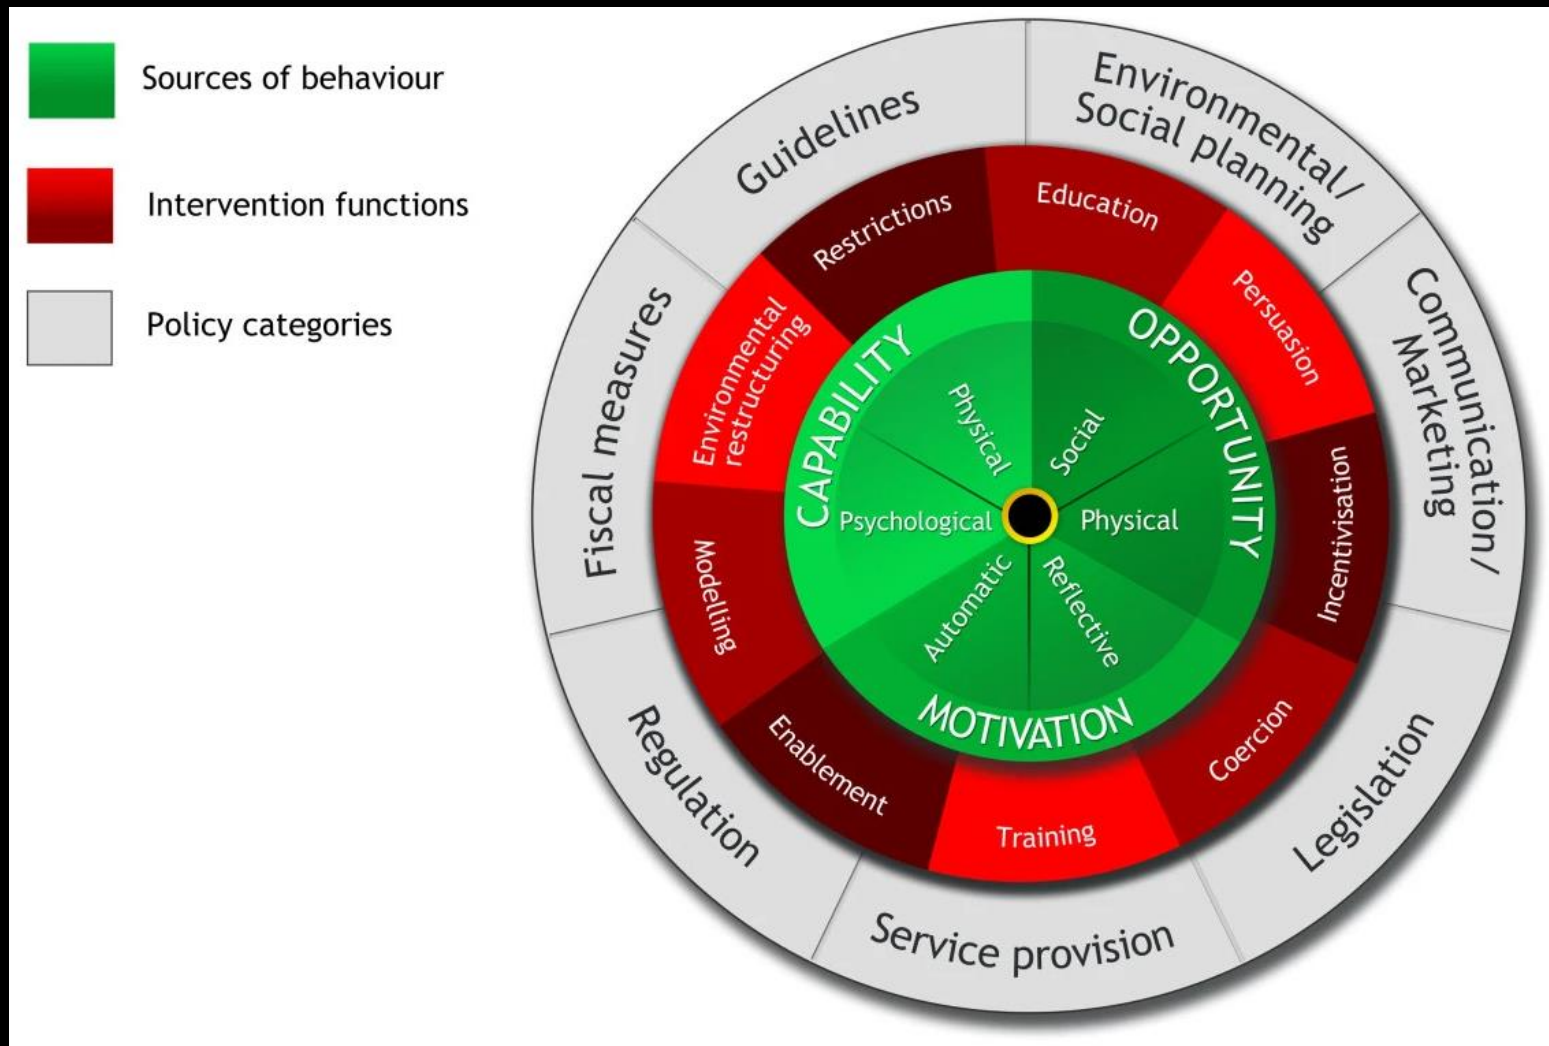 Sources of behaviour
Intervention functions
Policy categories
Guidelines
Environmental/
Social planning
Communication/
Marketing
Legislation
Service provision
Regulation
Fiscal measures
Restrictions
Education
Persuasion
Incentivisation
Coercion
Training
Enablement
Modelling
Environmental
restructuring
CAPABILITY
OPPORTUNITY
MOTIVATION
Physical
Social
Physical
Reflective
Automatic
Psychological